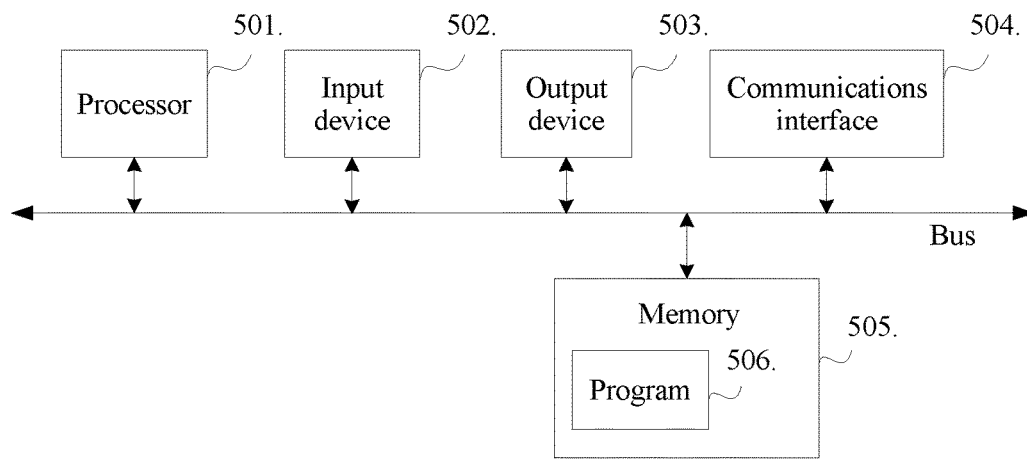 501.
502.
503.
504.
Processor
Input
device
Output
device
Communications
interface
Bus
Memory
505.
506.
Program